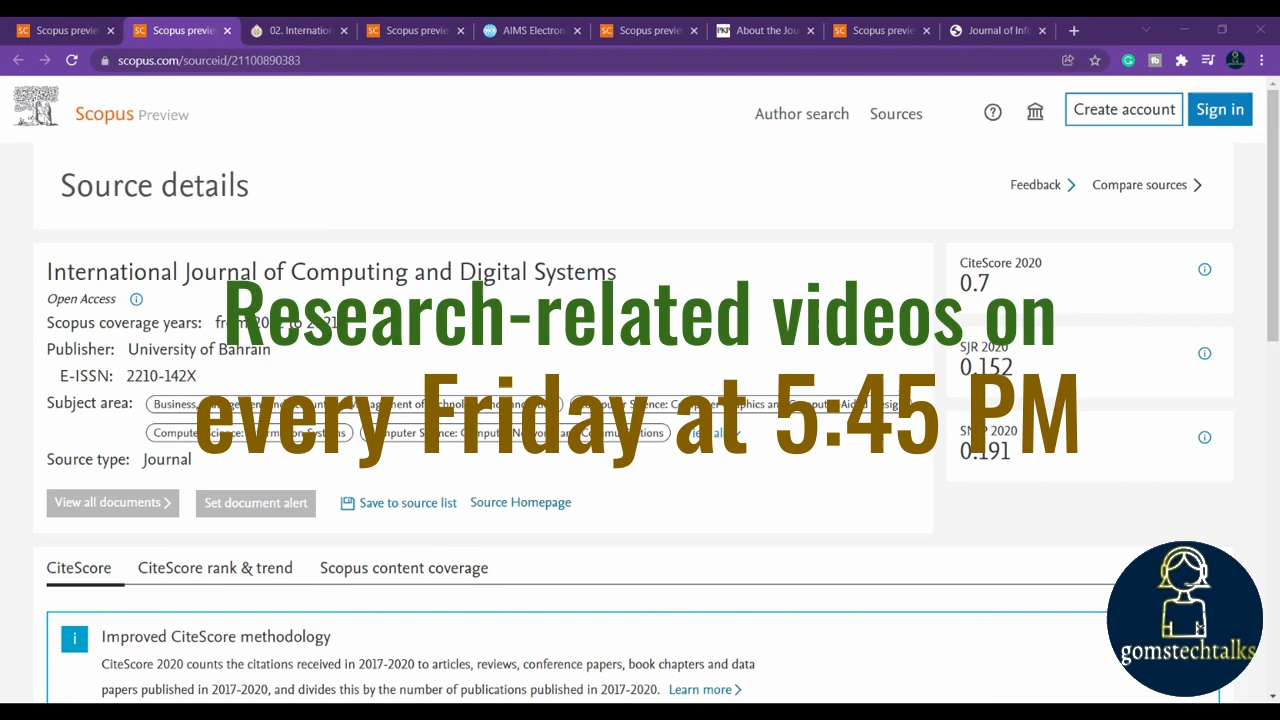 Scopus previe
Scopus previe
02. Internation
Scopus previe
AIMS Electron
Scopus previe
PKP About the Jou
Scopus previe
Journal of Info
scopus.com/sourceid/21100890383
Scopus Preview
Author search Sources
Create account Sign in
Source details
Feedback Compare sources
International Journal of Computing and Digital Systems
Open Access
Scopus coverage years:
Publisher: University of Bahrain
E-ISSN: 2210-142X
Subject area:
Source type: Journal
View all documents Set document alert Save to source list Source Homepage
CiteScore 2020
0.7
SJR 2020
0.152
SNIP 2020
0.191
Research-related videos on
every Friday at 5:45 PM
CiteScore CiteScore rank & trend Scopus content coverage
Improved CiteScore methodology
CiteScore 2020 counts the citations received in 2017-2020 to articles, reviews, conference papers, book chapters and data
papers published in 2017-2020, and divides this by the number of publications published in 2017-2020. Learn more
gomstechtalks